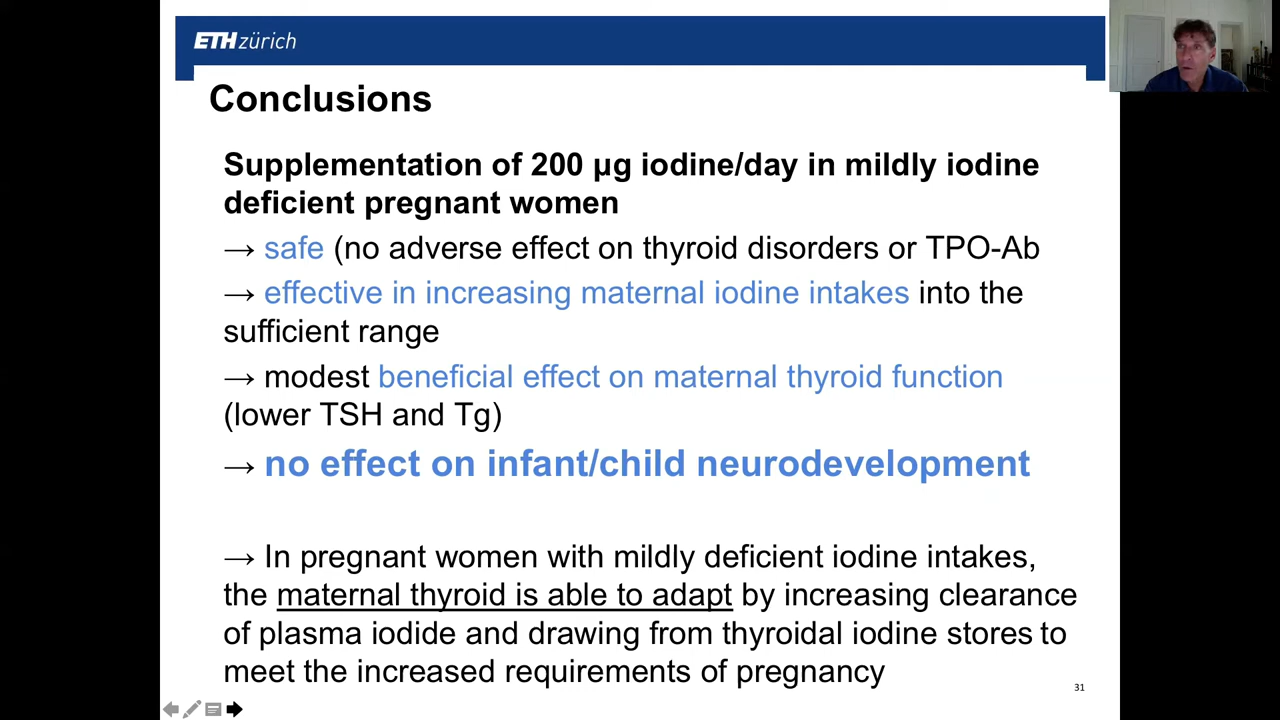 ETH zürich
Conclusions
Supplementation of 200 µg iodine/day in mildly iodine
deficient pregnant women
→ safe (no adverse effect on thyroid disorders or TPO-Ab
→ effective in increasing maternal iodine intakes into the
sufficient range
→ modest beneficial effect on maternal thyroid function
(lower TSH and Tg)
→ no effect on infant/child neurodevelopment
→ In pregnant women with mildly deficient iodine intakes,
the maternal thyroid is able to adapt by increasing clearance
of plasma iodide and drawing from thyroidal iodine stores to
meet the increased requirements of pregnancy
31